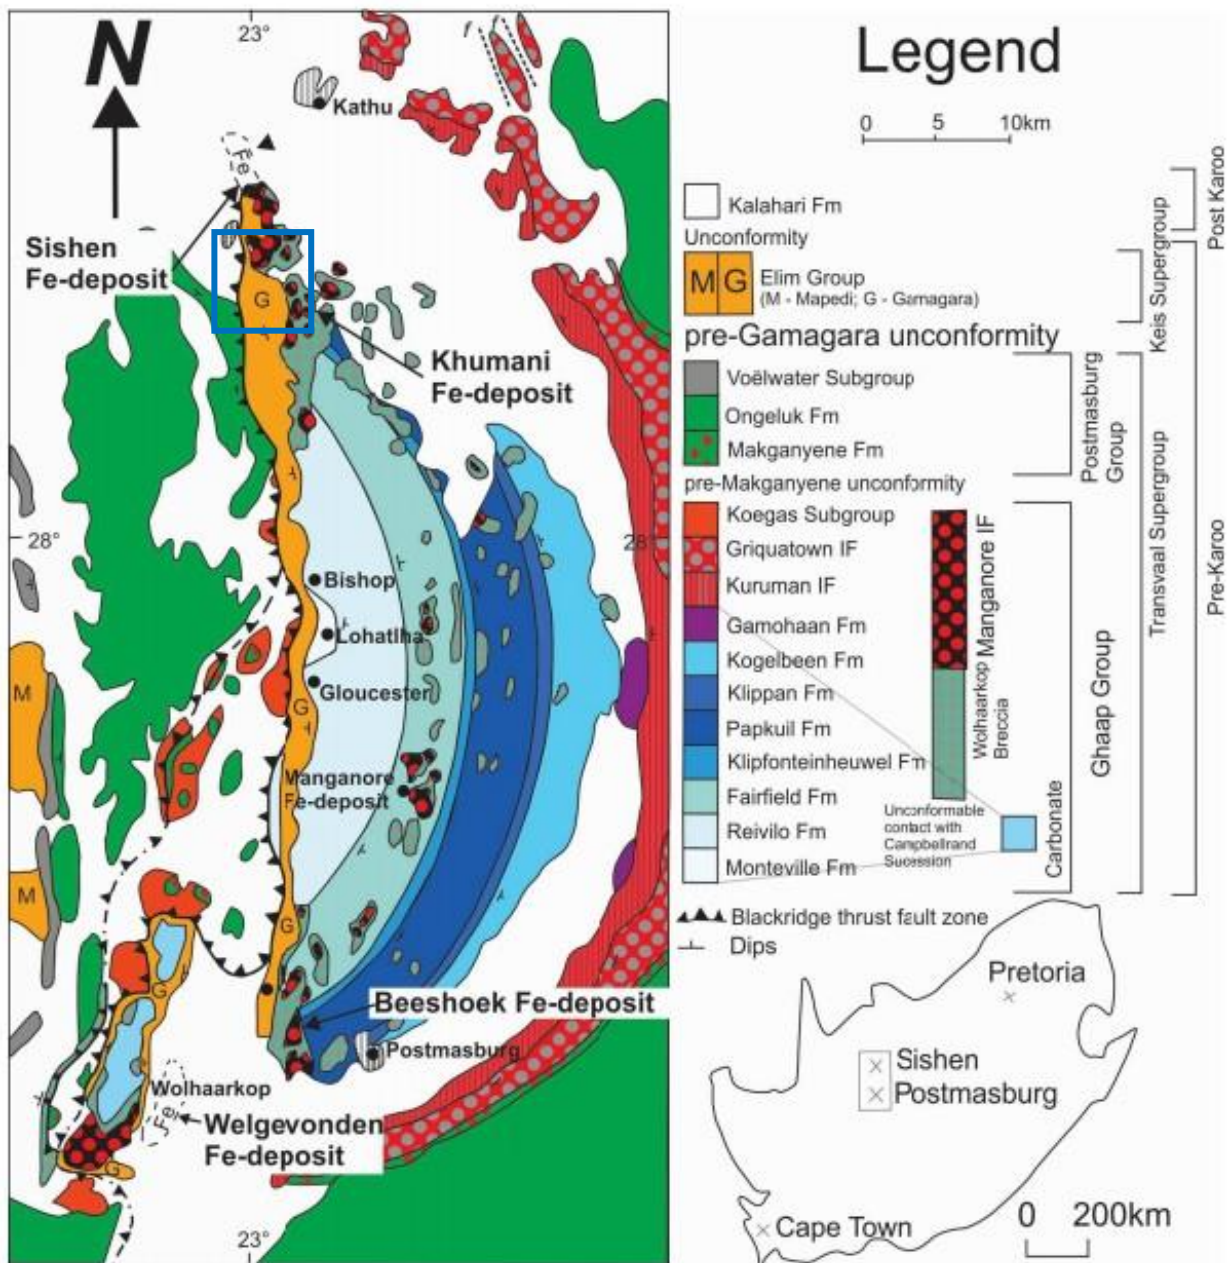 N
23°
f
f
Kathu
Fe
Sishen
Fe-deposit
G
Khumani
Fe-deposit
28°
28°
Bishop
Lohatlha
Gloucester
M
G
Manganore
Fe-deposit
M
G
G
Beeshoek Fe-deposit
Postmasburg
Wolhaarkop
Fe
Welgevonden
Fe-deposit
G
23°
Legend
0 5 10km
Kalahari Fm
Unconformity
M G Elim Group
(M - Mapedi; G - Gamagara)
pre-Gamagara unconformity
Voëlwater Subgroup
Ongeluk Fm
Makganyene Fm
pre-Makganyene unconformity
Koegas Subgroup
Griquatown IF
Kuruman IF
Gamohaan Fm
Kogelbeen Fm
Klippan Fm
Papkuil Fm
Klipfonteinheuwel Fm
Fairfield Fm
Reivilo Fm
Monteville Fm
Manganore IF
Wolhaarkop
Breccia
Unconformable
contact with
Campbellrand
Sucession
Carbonate
Ghaap Group
Postmasburg
Group
Transvaal Supergroup
Keis Supergroup
Post Karoo
Pre-Karoo
Blackridge thrust fault zone
Dips
Pretoria
Sishen
Postmasburg
Cape Town
0 200km